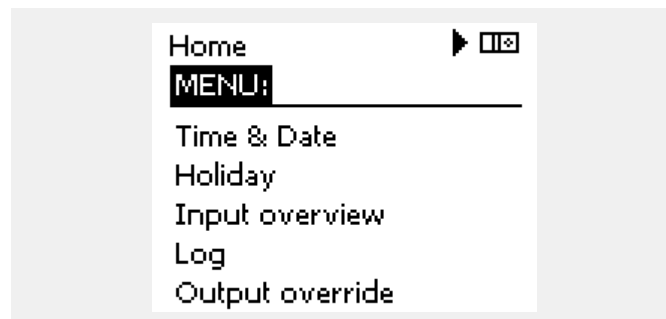 Home
MENU:
Time & Date
Holiday
Input overview
Log
Output override